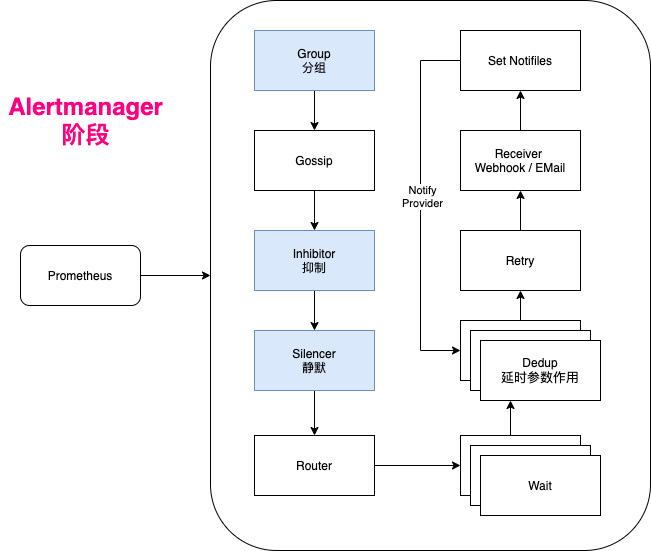 Alertmanager
阶段
Prometheus
Group
分组
Gossip
Inhibitor
抑制
Silencer
静默
Router
Wait
Dedup
延时参数作用
Retry
Receiver
Webhook / EMail
Set Notifiles
Notify
Provider